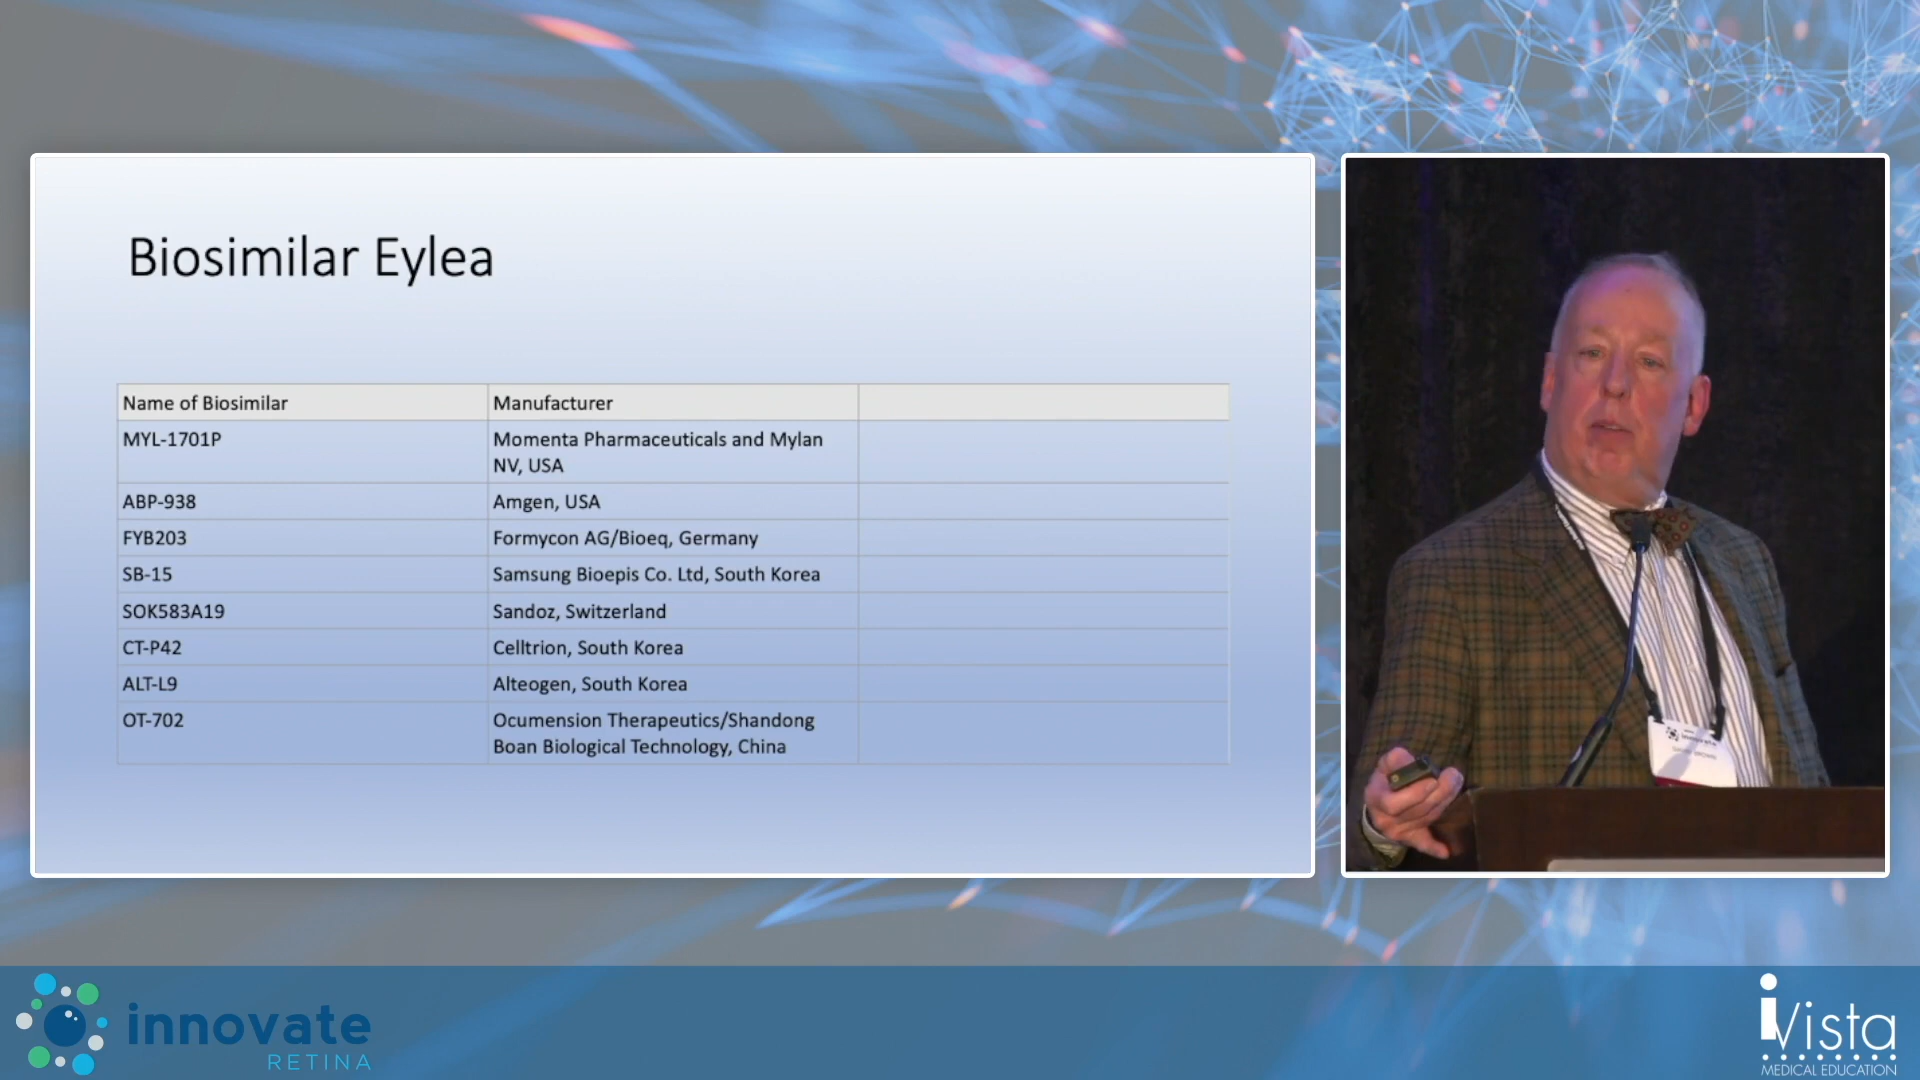 Biosimilar Eylea
Name of Biosimilar
Manufacturer
MYL-1701P
Momenta Pharmaceuticals and Mylan
NV, USA
ABP-938
Amgen, USA
FYB203
Formycon AG/Bioeq, Germany
SB-15
Samsung Bioepis Co. Ltd, South Korea
SOK583A19
Sandoz, Switzerland
CT-P42
Celltrion, South Korea
ALT-L9
Alteogen, South Korea
OT-702
Ocumension Therapeutics/Shandong
Boan Biological Technology, China
innovate
RETINA
iVista
MEDICAL EDUCATION